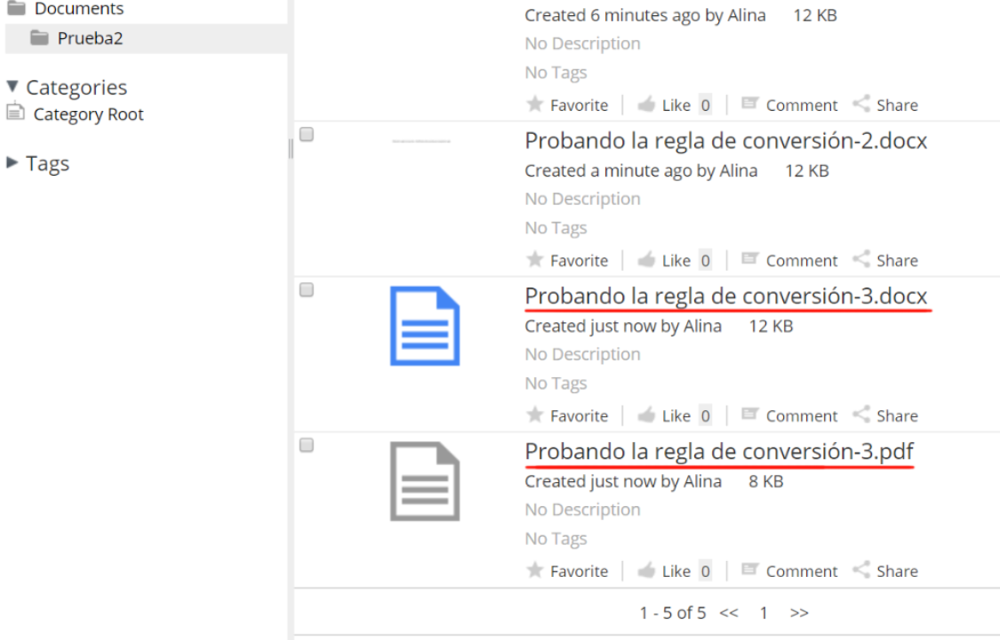 Documents
Prueba2
Categories
Category Root
Tags
Created 6 minutes ago by Alina 12 KB
No Description
No Tags
Favorite Like 0 Comment Share
Probando la regla de conversión-2.docx
Created a minute ago by Alina 12 KB
No Description
No Tags
Favorite Like 0 Comment Share
Probando la regla de conversión-3.docx
Created just now by Alina 12 KB
No Description
No Tags
Favorite Like 0 Comment Share
Probando la regla de conversión-3.pdf
Created just now by Alina 8 KB
No Description
No Tags
Favorite Like 0 Comment Share
1 - 5 of 5 << 1 >>